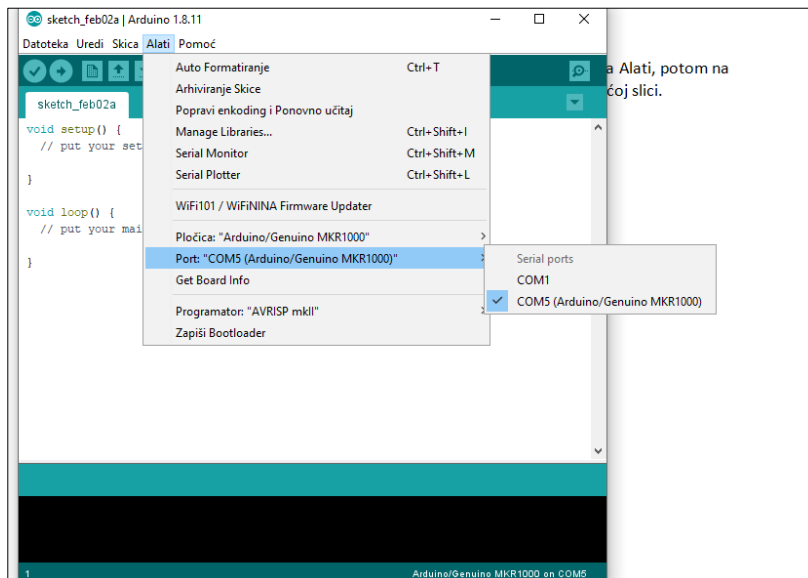 sketch_feb02a | Arduino 1.8.11
Datoteka Uredi Skica Alati Pomoć
a Alati, potom na
ćoj slici.
sketch_feb02a
void setup() {
// put your set
}
void loop() {
// put your mai
}
Auto Formatiranje Ctrl+T
Arhiviranje Skice
Popravi enkoding i Ponovno učitaj
Manage Libraries... Ctrl+Shift+I
Serial Monitor Ctrl+Shift+M
Serial Plotter Ctrl+Shift+L
WiFi101 / WiFiNINA Firmware Updater
Pločica: "Arduino/Genuino MKR1000"
Port: "COM5 (Arduino/Genuino MKR1000)"
Get Board Info
Programator: "AVRISP mkII"
Zapiši Bootloader
Serial ports
COM1
COM5 (Arduino/Genuino MKR1000)
1 Arduino/Genuino MKR1000 on COM5